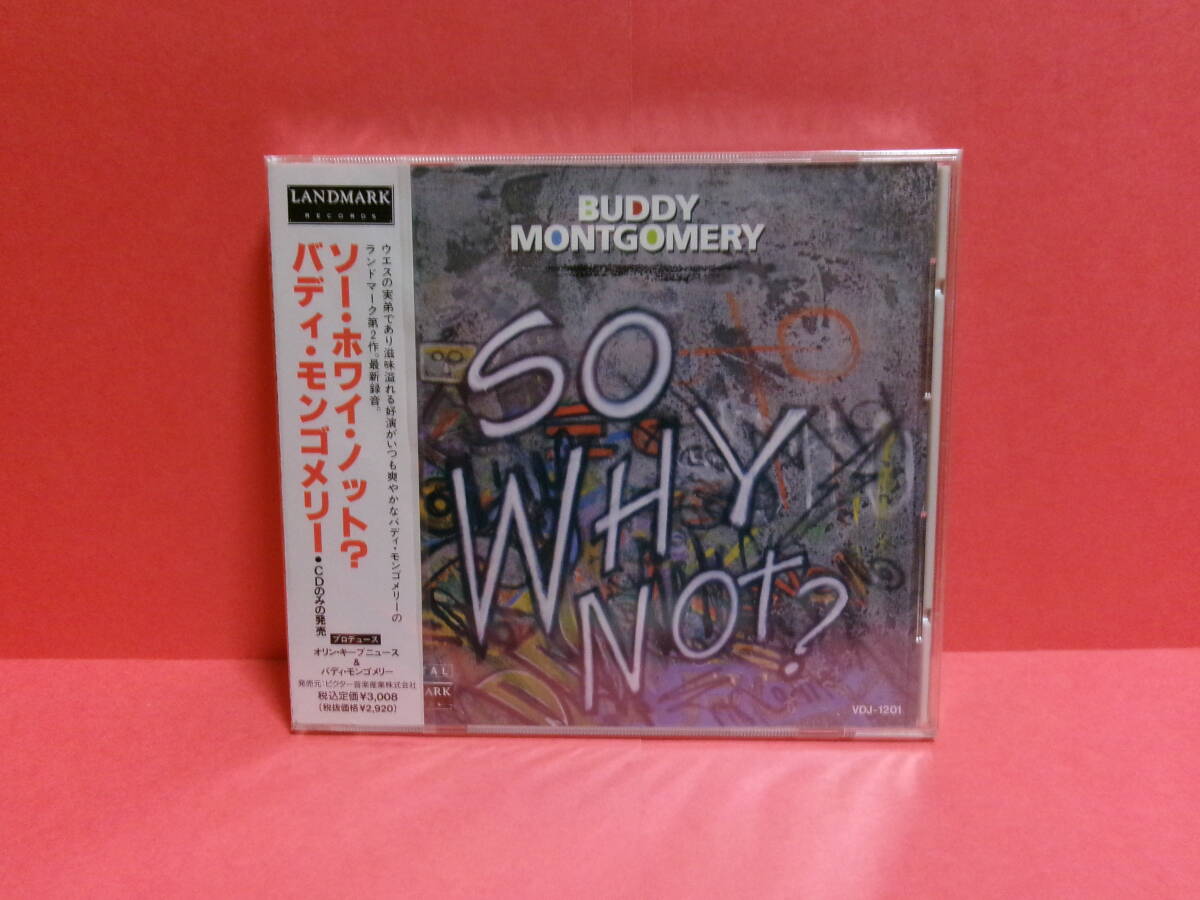 LANDMARK
RECORDS
ソー・ホワイ・ノット?
バディ・モンゴメリー
●CDのみの発売
ウエスの実弟であり滋味溢れる好演がいつも爽やかなバディ・モンゴメリーの
ランドマーク第2作。最新録音。
プロデュース
オリン・キープニュース
&
バディ・モンゴメリー
発売元:ビクター音楽産業株式会社
税込定価¥3,008
(税抜価格¥2,920)
BUDDY
MONTGOMERY
SO
WHY
NOT?
TAL
MARK
VDJ-1201